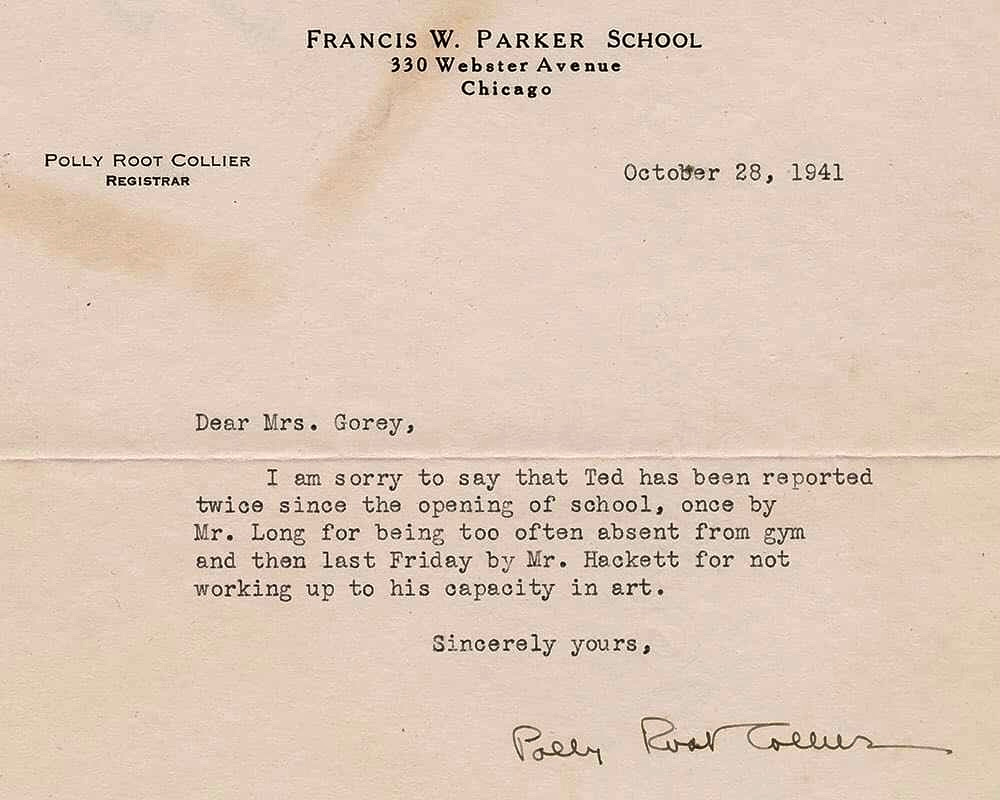 FRANCIS W. PARKER SCHOOL
330 Webster Avenue
Chicago
POLLY ROOT COLLIER
REGISTRAR
October 28, 1941
Dear Mrs. Gorey,
I am sorry to say that Ted has been reported
twice since the opening of school, once by
Mr. Long for being too often absent from gym
and then last Friday by Mr. Hackett for not
working up to his capacity in art.
Sincerely yours,
Polly Root Collier